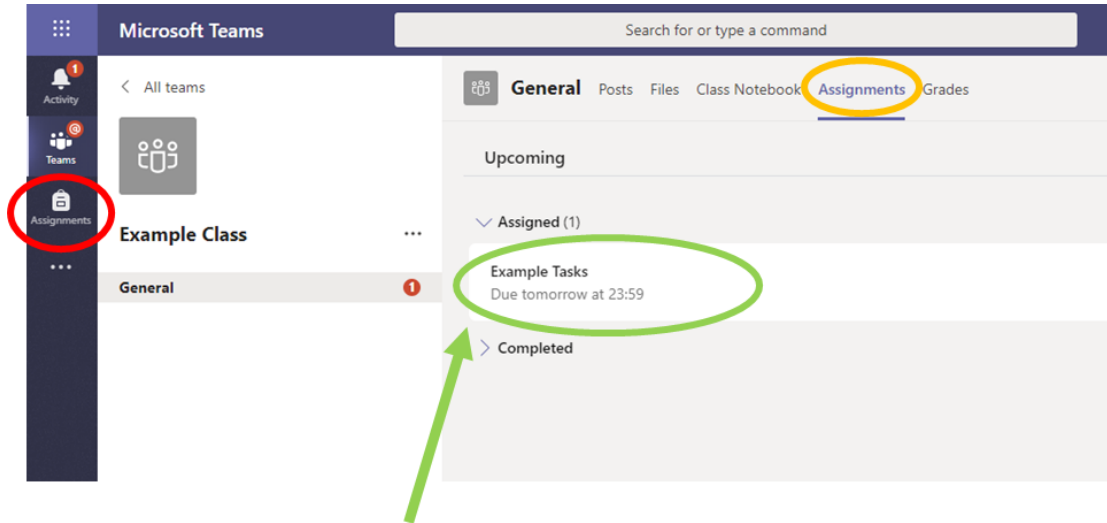 Microsoft Teams
Search for or type a command
1
Activity
@
Teams
Assignments
All teams
Example Class
General
1
General Posts Files Class Notebook Assignments Grades
Upcoming
Assigned (1)
Example Tasks
Due tomorrow at 23:59
Completed